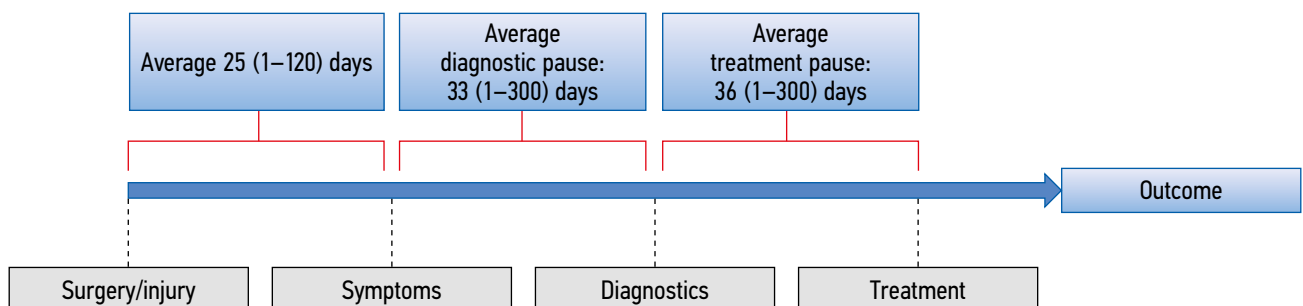 Average 25 (1–120) days
Average
diagnostic pause:
33 (1–300) days
Average
treatment pause:
36 (1–300) days
Outcome
Surgery/injury
Symptoms
Diagnostics
Treatment